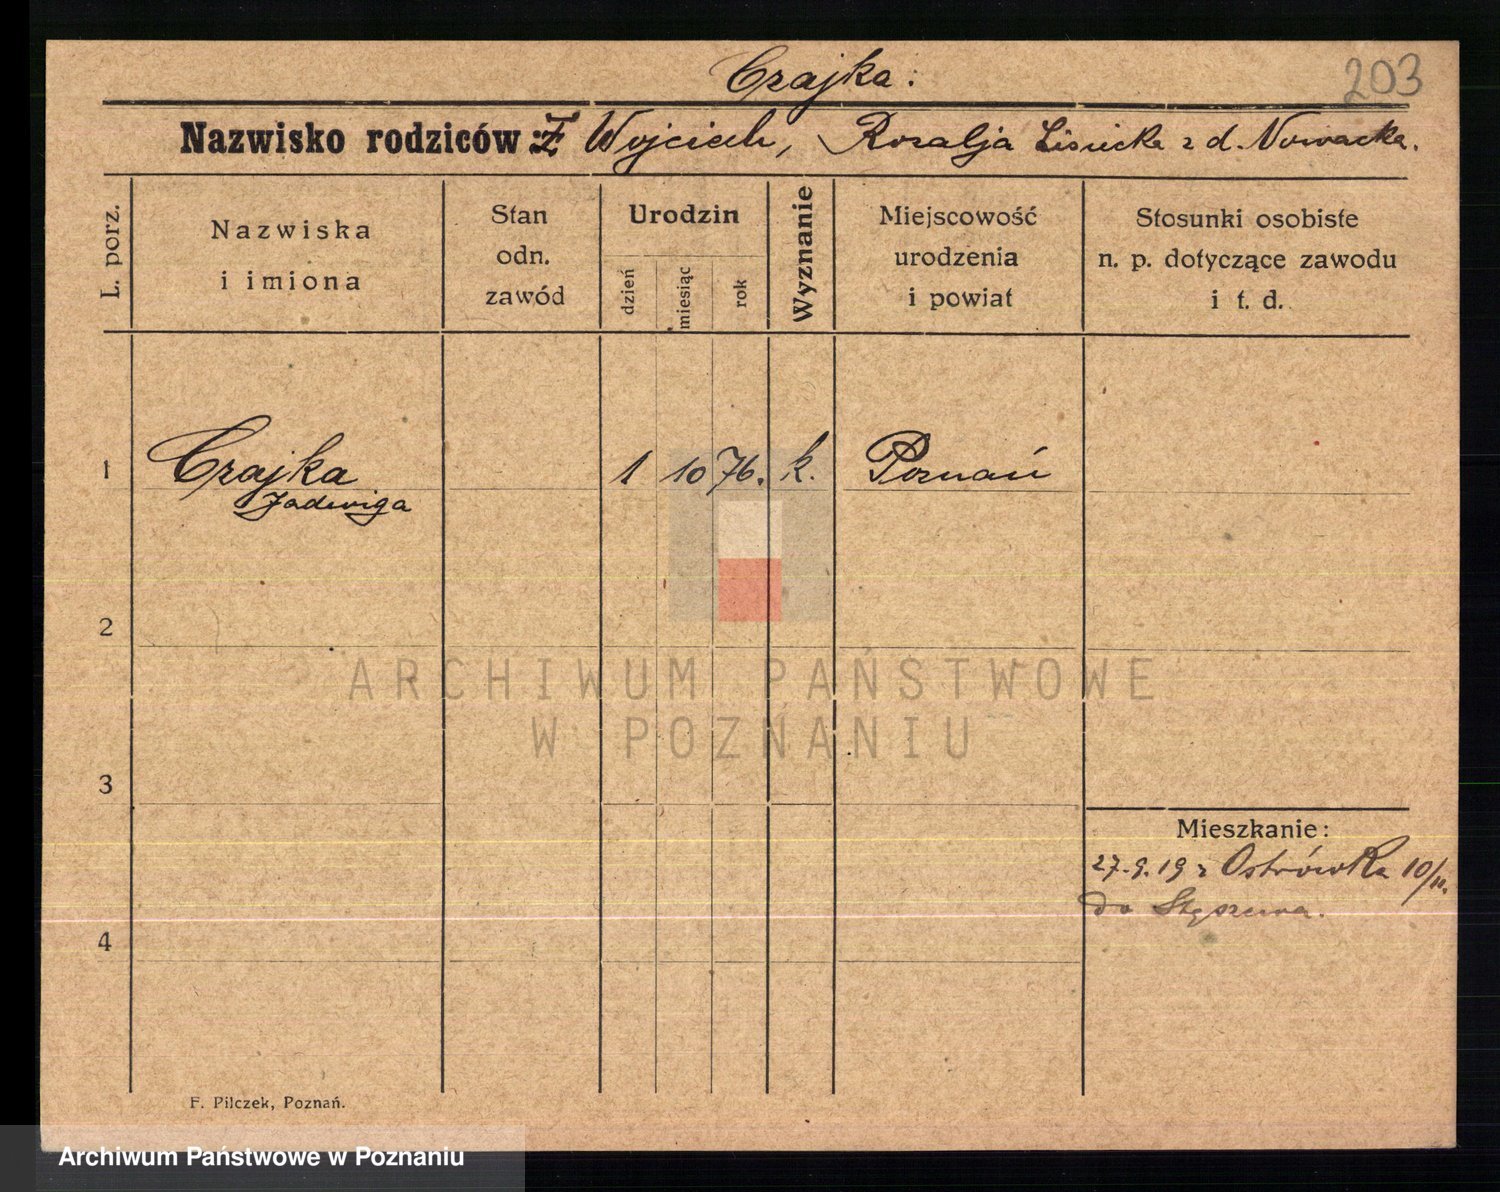 Czajka:
203
Nazwisko rodziców: Wojciech, Rozalja Lisiecka z d. Nowacka.
L. porz.
Nazwiska
i imiona
Stan
odn.
zawód
Urodzin
dzień
miesiąc
rok
Wyznanie
Miejscowość
urodzenia
i powiat
Stosunki osobiste
n. p. dotyczące zawodu
i t. d.
1 Czajka 1 10 76. k. Poznań
Jadwiga
2
ARCHIWUM PAŃSTWOWE
W POZNANIU
3
Mieszkanie:
27.9.19 z Ostrówka 10/11.
do Stęszewa.
4
F. Pilczek, Poznań.
Archiwum Państwowe w Poznaniu